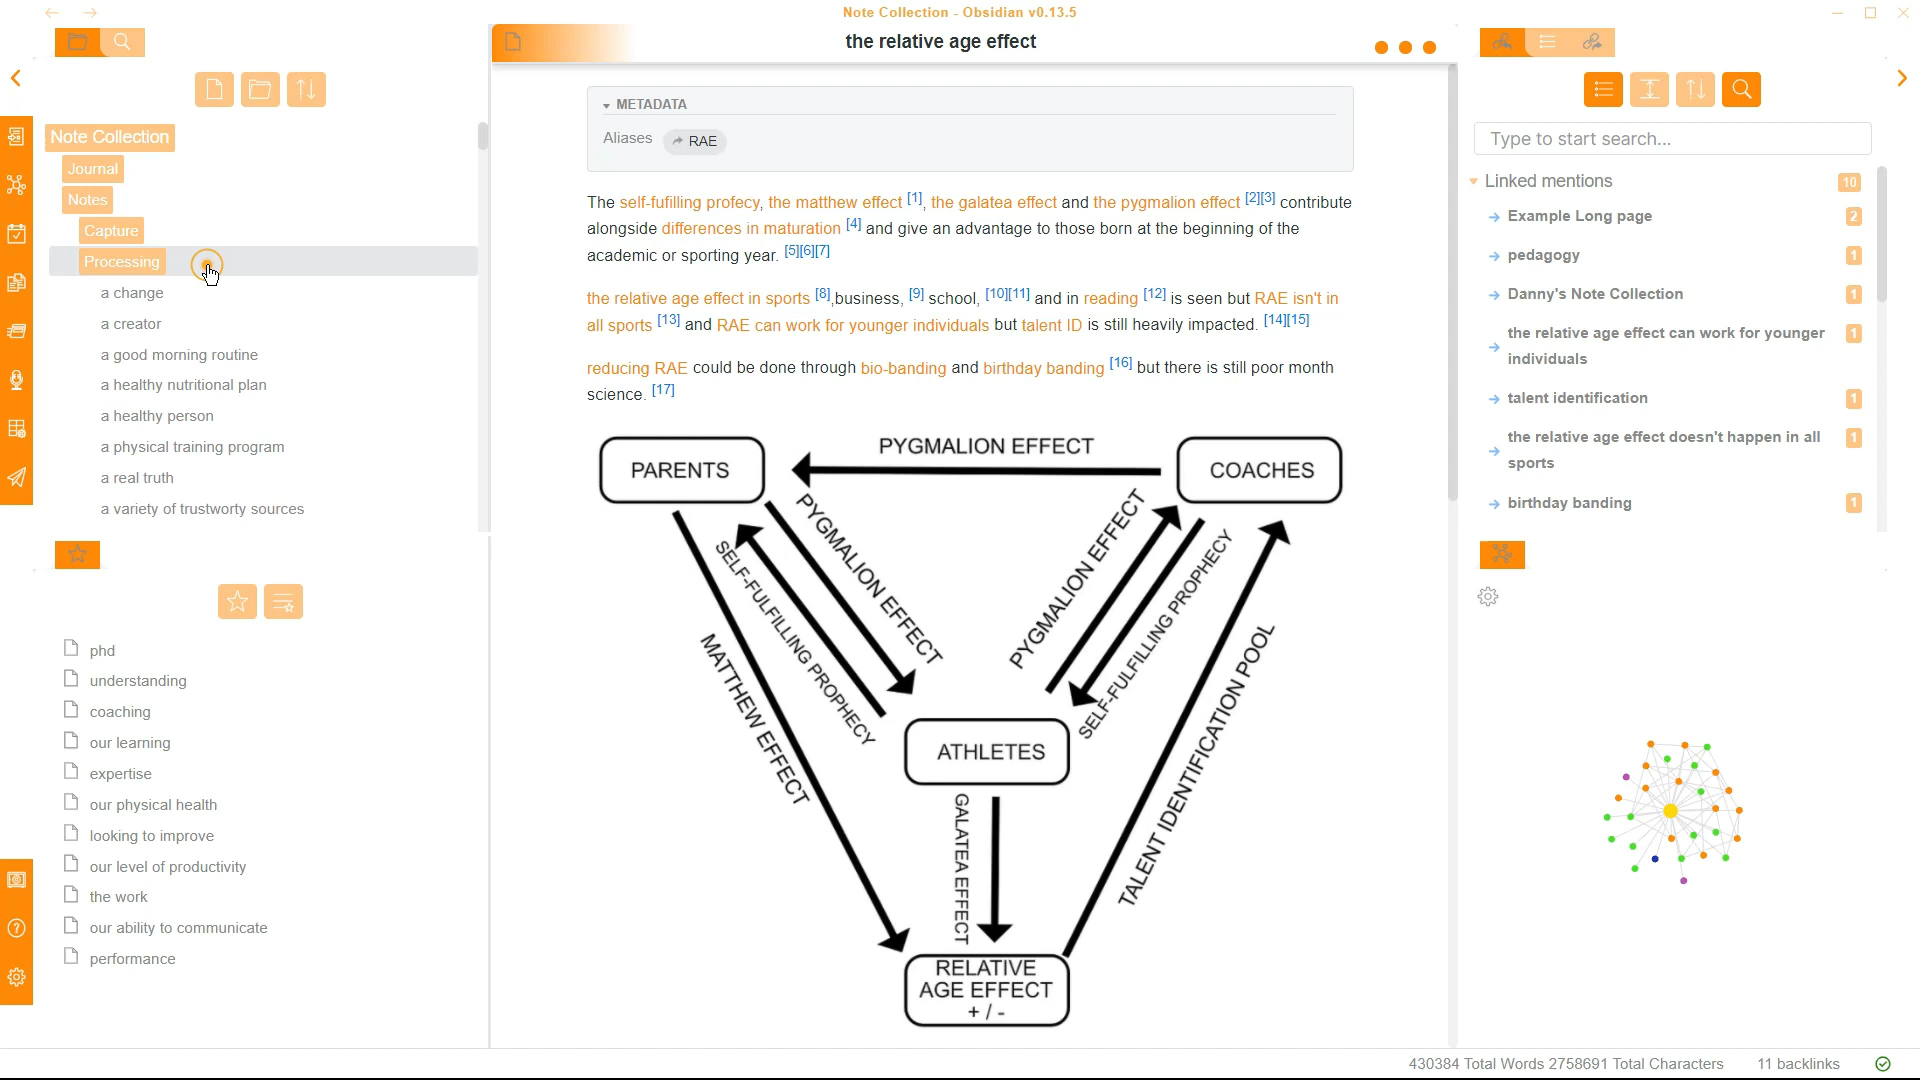 Note Collection - Obsidian v0.13.5
the relative age effect
Note Collection
Journal
Notes
Capture
Processing
a change
a creator
a good morning routine
a healthy nutritional plan
a healthy person
a physical training program
a real truth
a variety of trustworty sources
phd
understanding
coaching
our learning
expertise
our physical health
looking to improve
our level of productivity
the work
our ability to communicate
performance
METADATA
Aliases RAE
The self-fufilling profecy, the matthew effect [1], the galatea effect and the pygmalion effect [2][3] contribute
alongside differences in maturation [4] and give an advantage to those born at the beginning of the
academic or sporting year. [5][6][7]
the relative age effect in sports [8],business, [9] school, [10][11] and in reading [12] is seen but RAE isn't in
all sports [13] and RAE can work for younger individuals but talent ID is still heavily impacted. [14][15]
reducing RAE could be done through bio-banding and birthday banding [16] but there is still poor month
science. [17]
PARENTS
PYGMALION EFFECT
COACHES
PYGMALION EFFECT
SELF-FULFILLING PROPHECY
MATTHEW EFFECT
PYGMALION EFFECT
SELF-FULFILLING PROPHECY
TALENT IDENTIFICATION POOL
ATHLETES
GALATEA EFFECT
RELATIVE
AGE EFFECT
+ / -
Type to start search...
Linked mentions 10
Example Long page 2
pedagogy 1
Danny's Note Collection 1
the relative age effect can work for younger 1
individuals
talent identification 1
the relative age effect doesn't happen in all 1
sports
birthday banding 1
430384 Total Words 2758691 Total Characters 11 backlinks